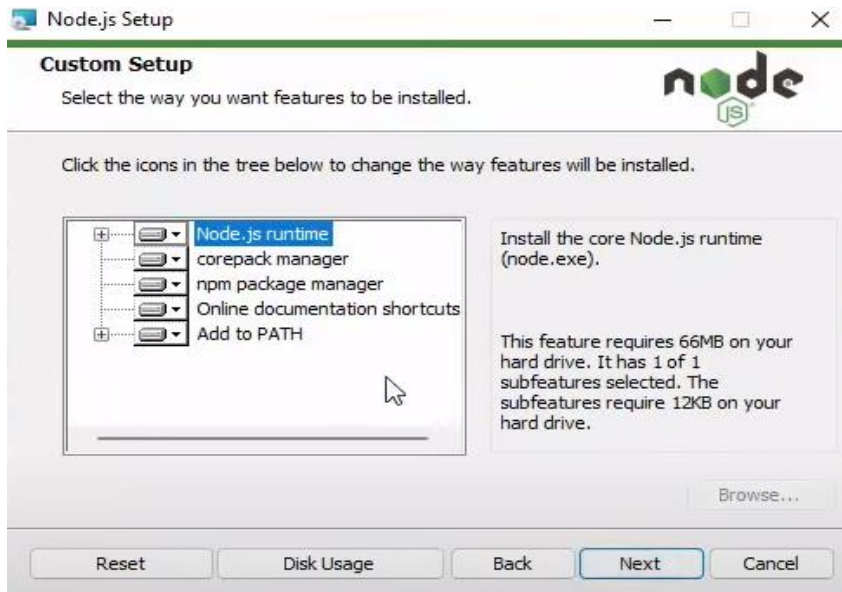 Node.js Setup
Custom Setup
Select the way you want features to be installed.
node
JS
Click the icons in the tree below to change the way features will be installed.
Node.js runtime
corepack manager
npm package manager
Online documentation shortcuts
Add to PATH
Install the core Node.js runtime
(node.exe).
This feature requires 66MB on your
hard drive. It has 1 of 1
subfeatures selected. The
subfeatures require 12KB on your
hard drive.
Browse...
Reset
Disk Usage
Back
Next
Cancel